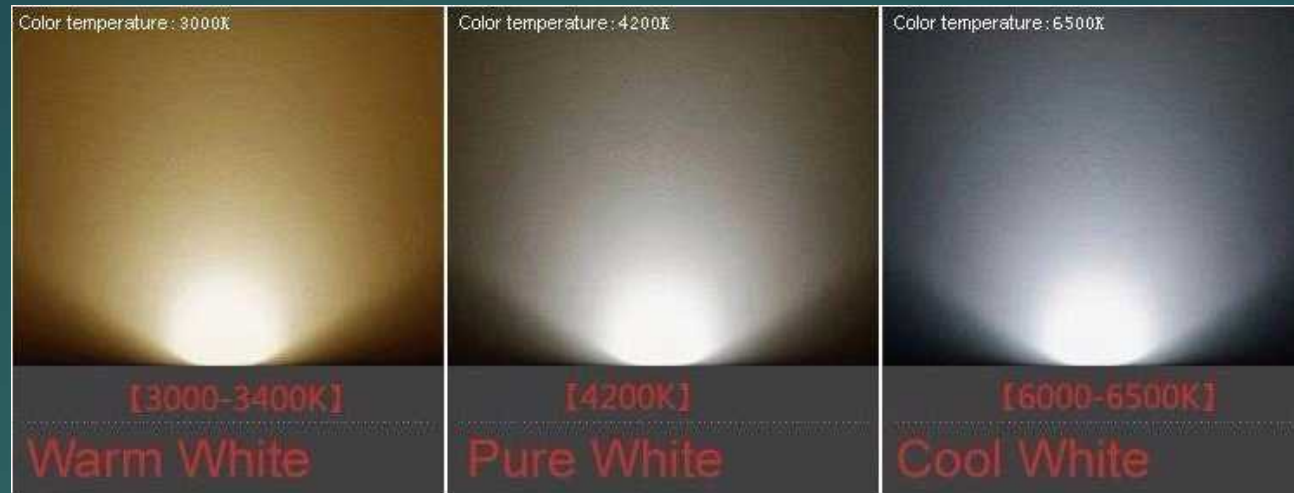 Color temperature:3000K
Color temperature:4200K
Color temperature:6500K
【3000-3400K】
【4200K】
【6000-6500K】
Warm White
Pure White
Cool White